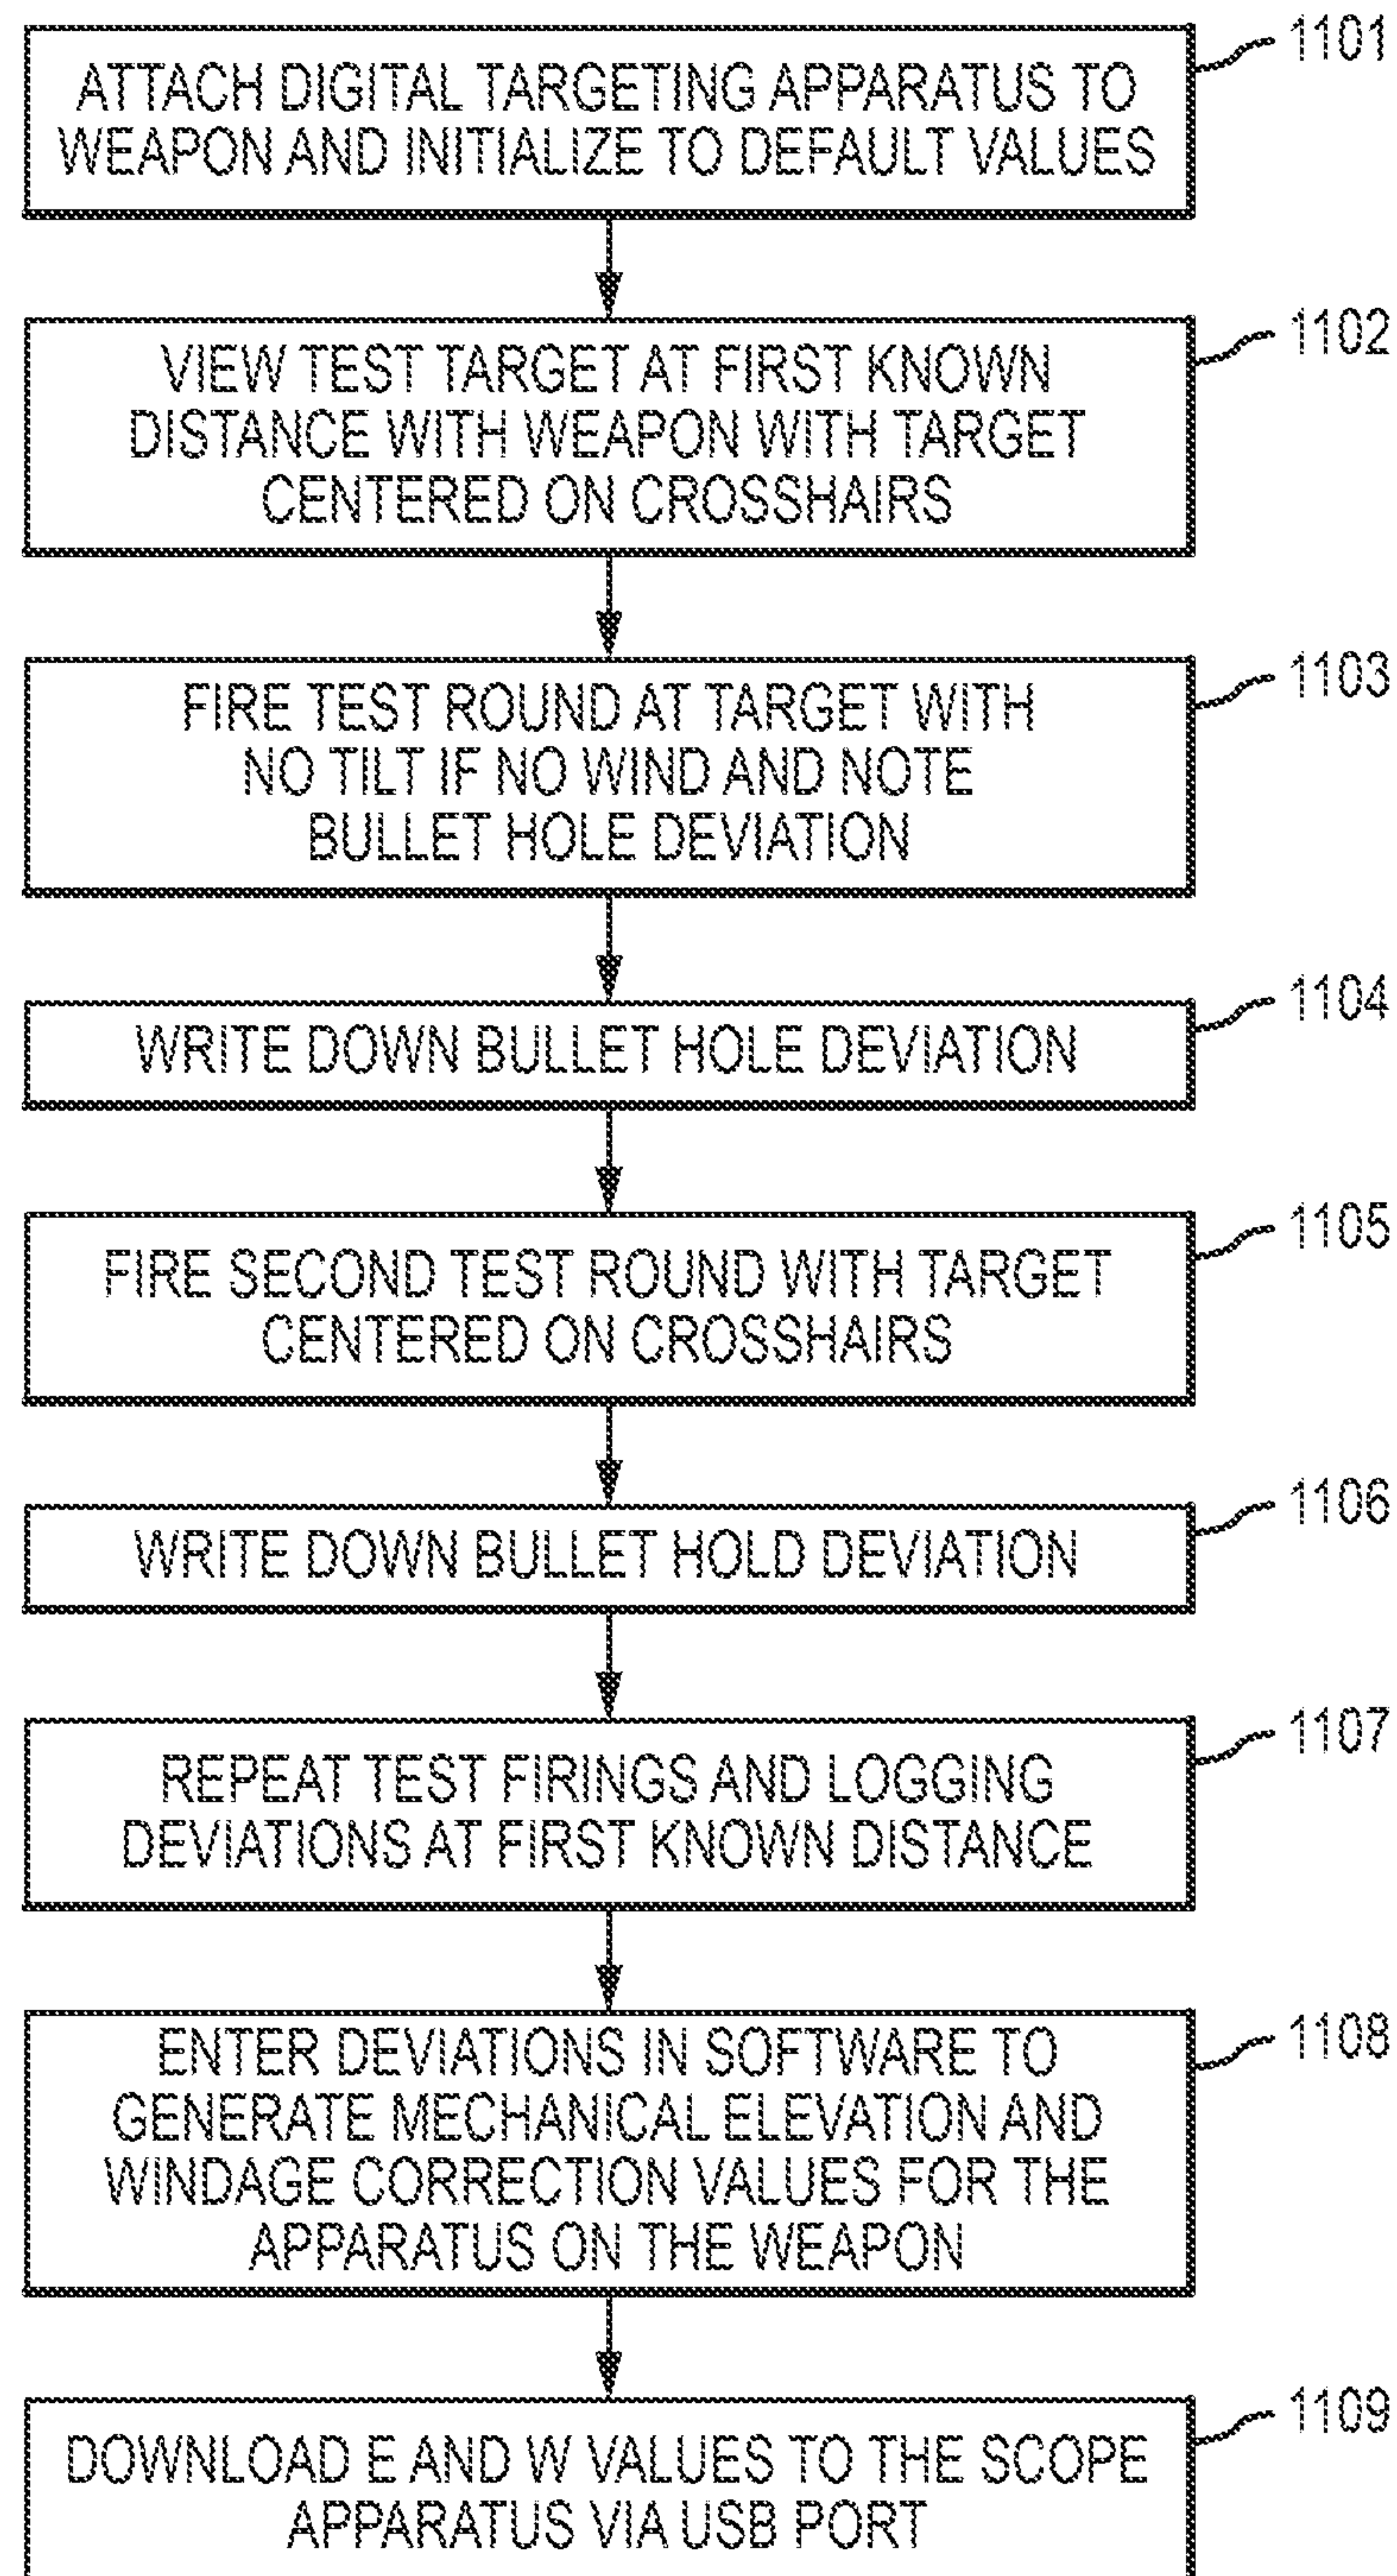 1101
ATTACH DIGITAL TARGETING APPARATUS TO
WEAPON AND INITIALIZE TO DEFAULT VALUES
1102
VIEW TEST TARGET AT FIRST KNOWN
DISTANCE WITH WEAPON WITH TARGET
CENTERED ON CROSSHAIRS
1103
FIRE TEST ROUND AT TARGET WITH
NO TILT IF NO WIND AND NOTE
BULLET HOLE DEVIATION
1104
WRITE DOWN BULLET HOLE DEVIATION
1105
FIRE SECOND TEST ROUND WITH TARGET
CENTERED ON CROSSHAIRS
1106
WRITE DOWN BULLET HOLD DEVIATION
1107
REPEAT TEST FIRINGS AND LOGGING
DEVIATIONS AT FIRST KNOWN DISTANCE
1108
ENTER DEVIATIONS IN SOFTWARE TO
GENERATE MECHANICAL ELEVATION AND
WINDAGE CORRECTION VALUES FOR THE
APPARATUS ON THE WEAPON
1109
DOWNLOAD E AND W VALUES TO THE SCOPE
APPARATUS VIA USB PORT